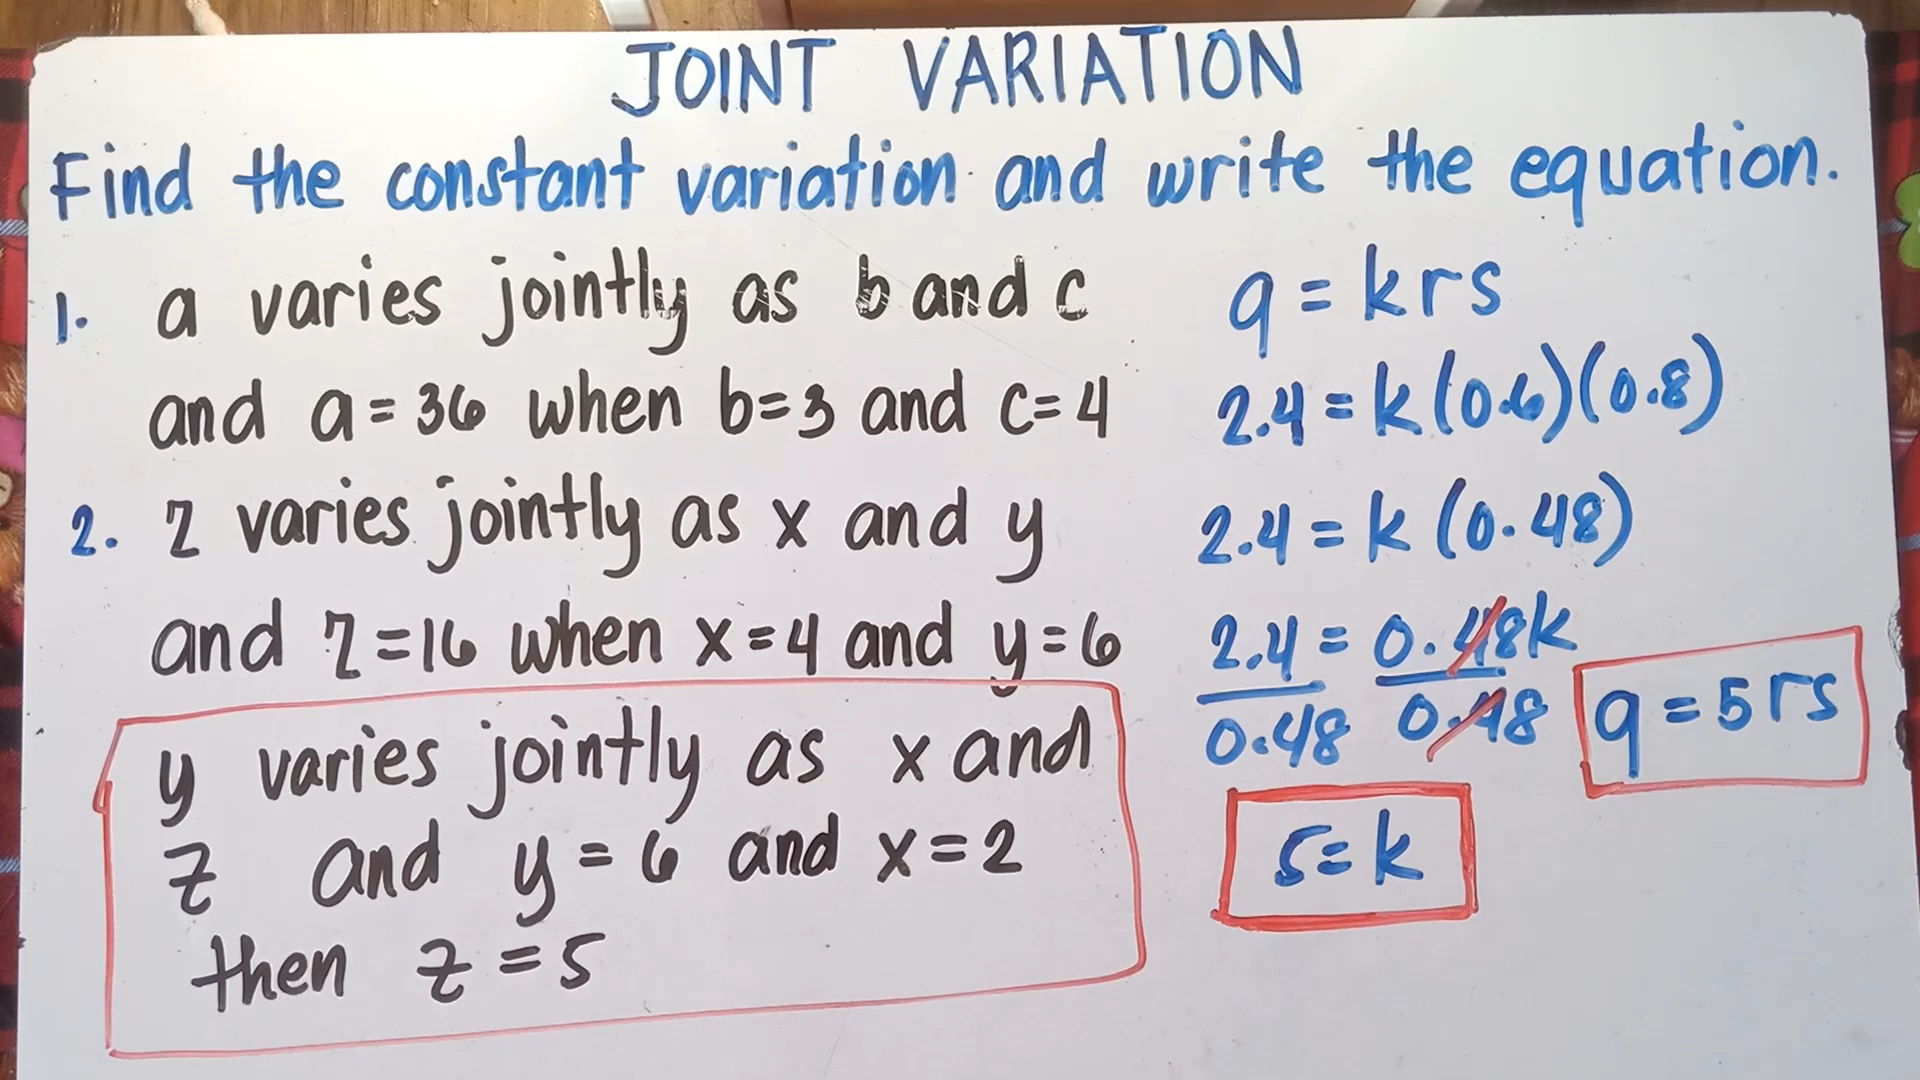 JOINT VARIATION
Find the constant variation and write the equation.
1. a varies jointly as b and c
and a=36 when b=3 and c=4
2. z varies jointly as x and y
and z=16 when x=4 and y=6
y varies jointly as x and
z and y=6 and x=2
then z=5
q=krs
2.4=k(0.6)(0.8)
2.4=k(0.48)
2.4=0.48k
0.48 0.48
5=k
q=5rs